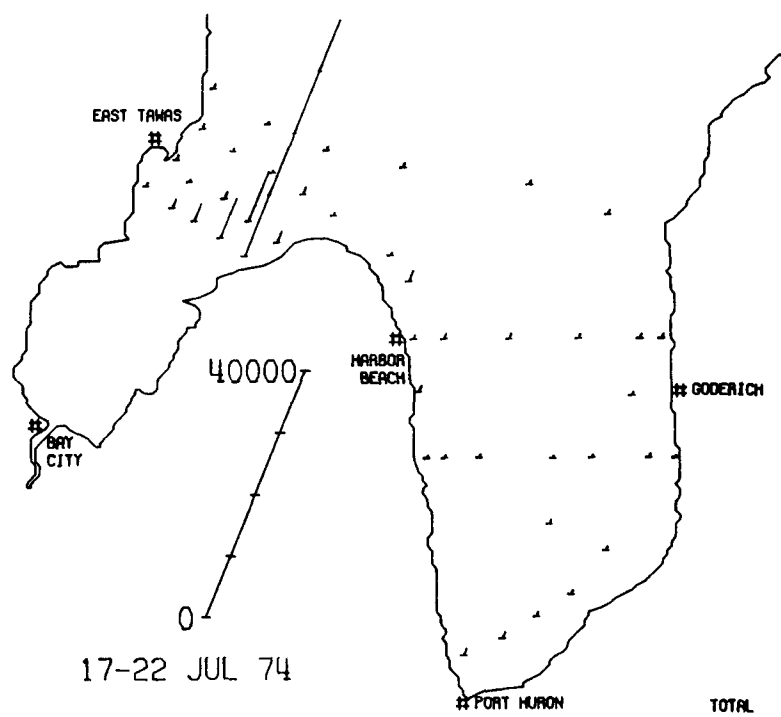 EAST TAWAS
40000
HARBOR
BEACH
GODERICH
BAY
CITY
0
17-22 JUL 74
PORT HURON
TOTAL